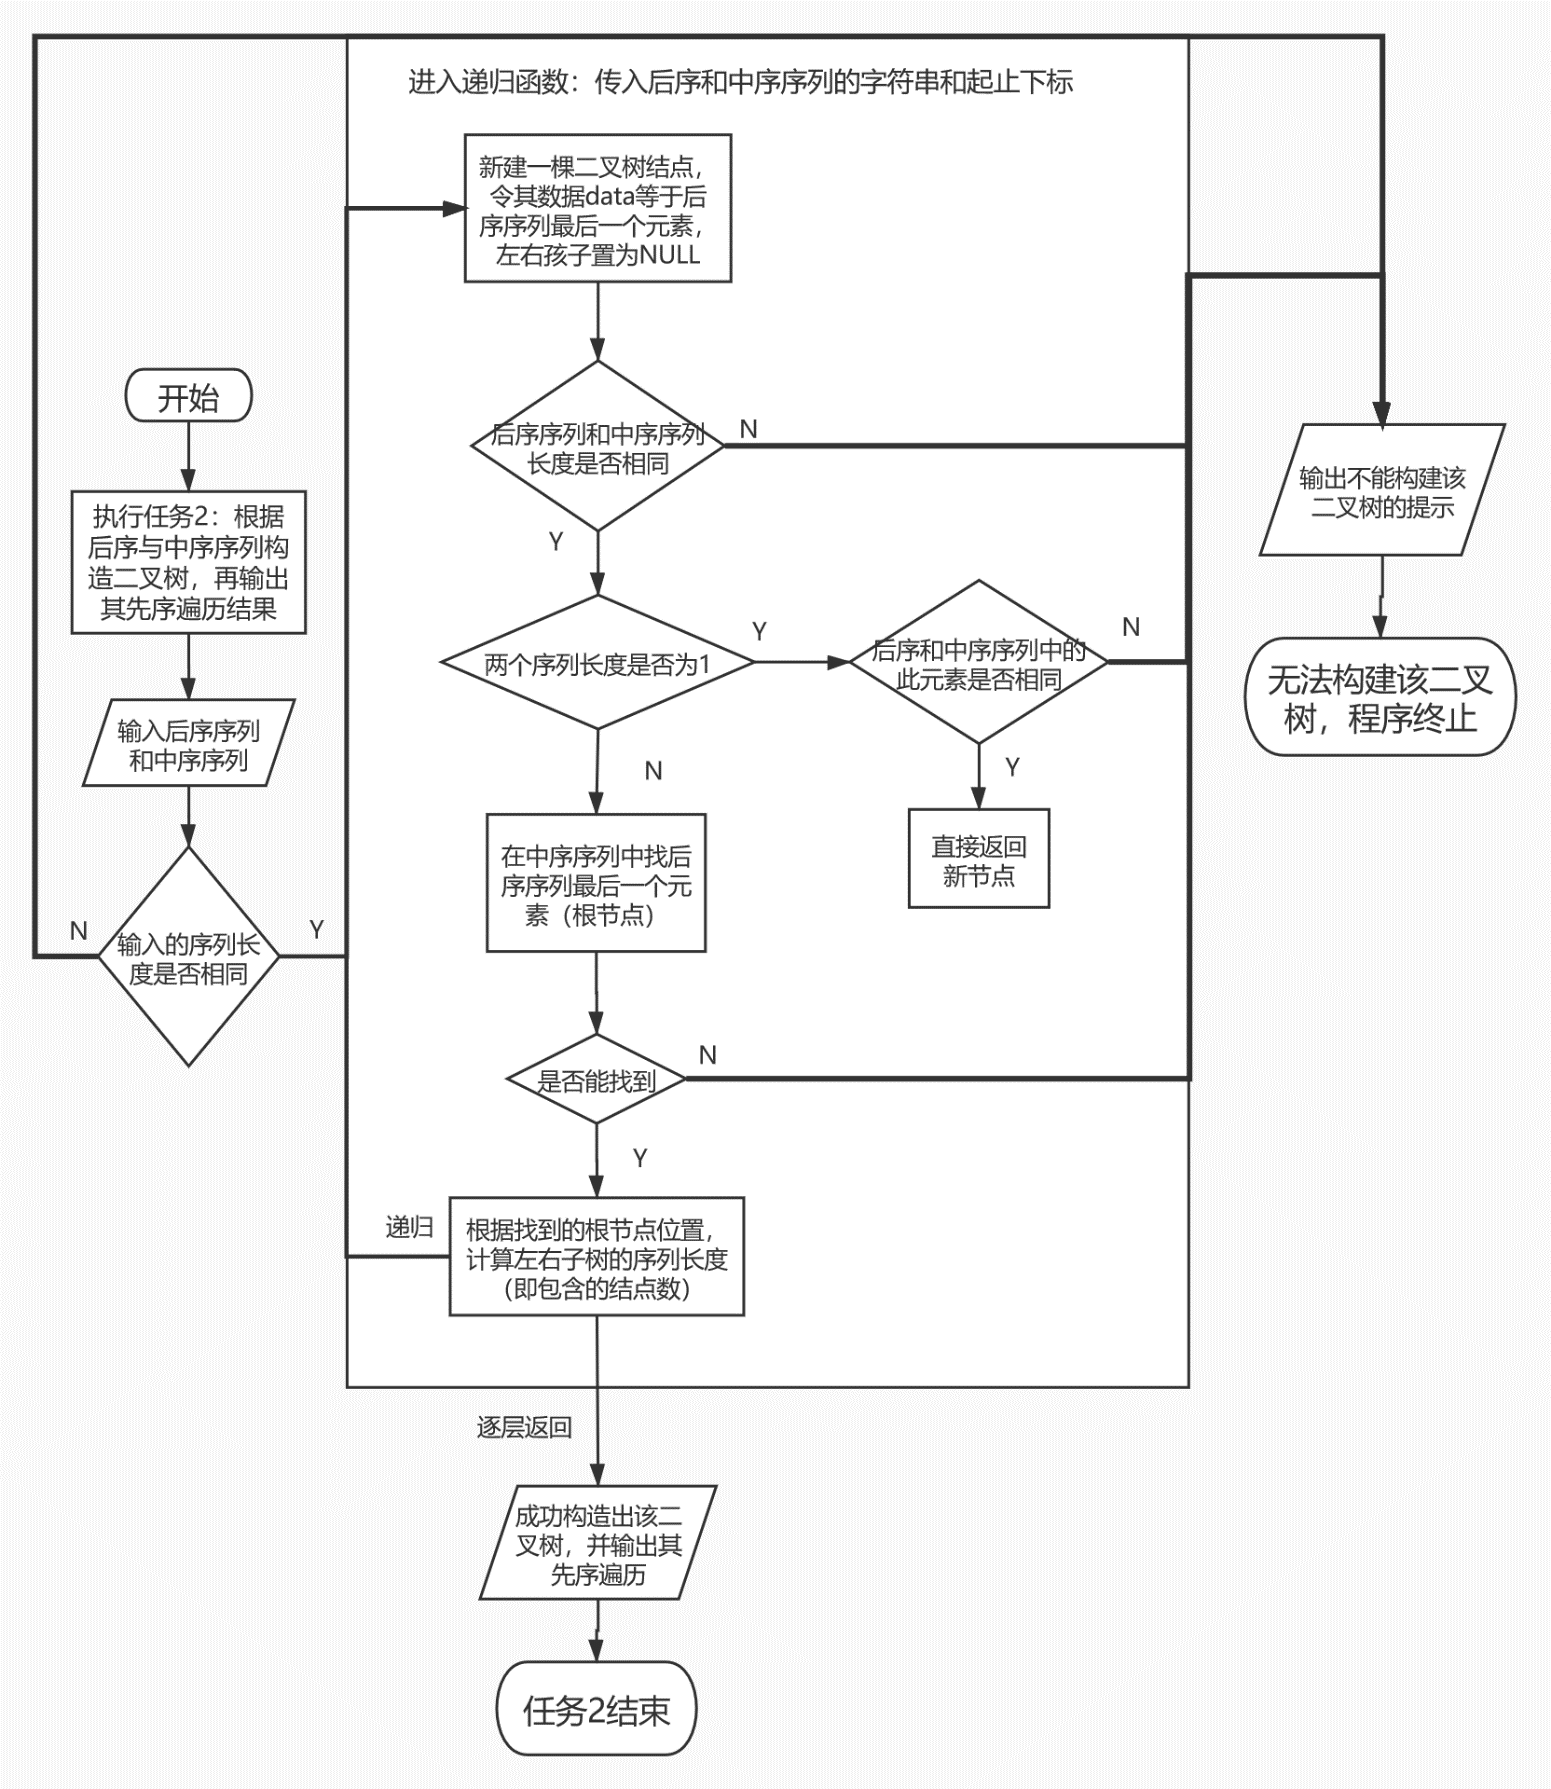 进入递归函数：传入后序和中序序列的字符串和起止下标
新建一棵二叉树结点，
令其数据data等于后
序序列最后一个元素，
左右孩子置为NULL
开始
后序序列和中序序列
长度是否相同
N
Y
输出不能构建该
二叉树的提示
执行任务2：根据
后序与中序序列构
造二叉树，再输出
其先序遍历结果
两个序列长度是否为1
Y
N
后序和中序序列中的
此元素是否相同
N
Y
无法构建该二叉
树，程序终止
输入后序序列
和中序序列
直接返回
新节点
在中序序列中找后
序序列最后一个元
素（根节点）
输入的序列长
度是否相同
N
Y
是否能找到
N
Y
递归
根据找到的根节点位置，
计算左右子树的序列长度
（即包含的结点数）
逐层返回
成功构造出该二
叉树，并输出其
先序遍历
任务2结束